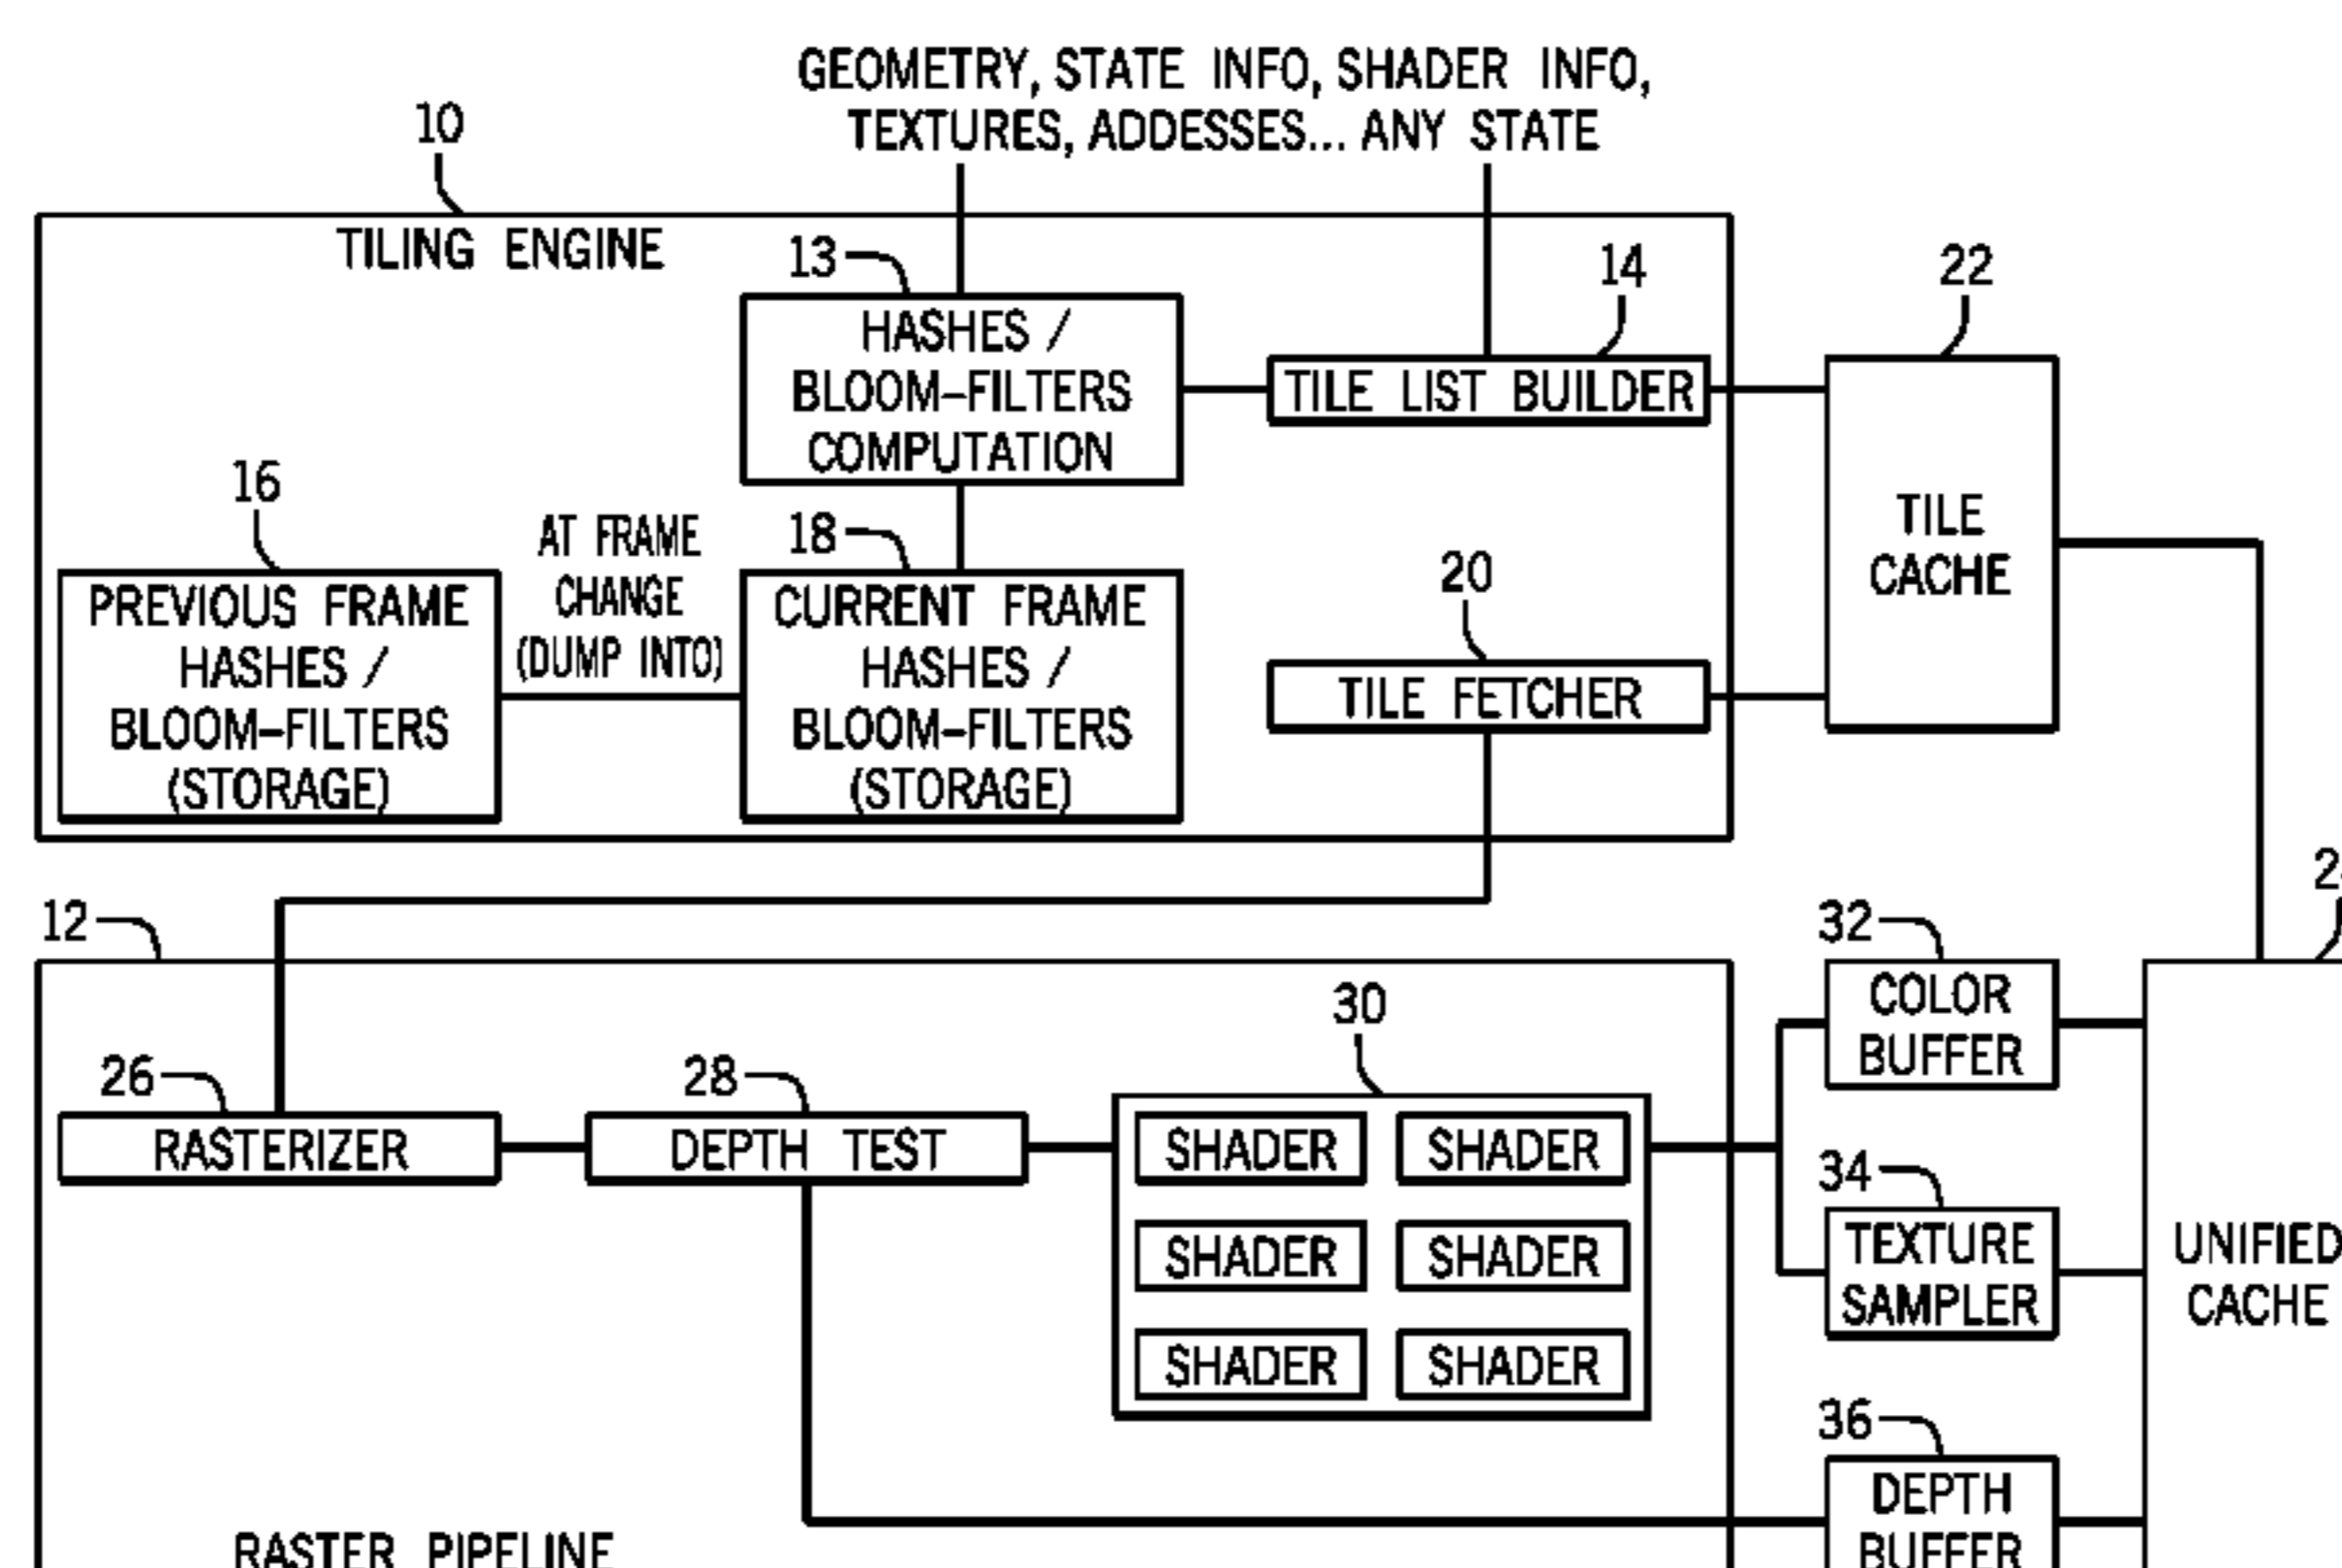 GEOMETRY, STATE INFO, SHADER INFO,
TEXTURES, ADDESSES... ANY STATE
10
TILING ENGINE
13
HASHES /
BLOOM-FILTERS
COMPUTATION
14
TILE LIST BUILDER
22
TILE
CACHE
16
PREVIOUS FRAME
HASHES /
BLOOM-FILTERS
(STORAGE)
AT FRAME
CHANGE
(DUMP INTO)
18
CURRENT FRAME
HASHES /
BLOOM-FILTERS
(STORAGE)
20
TILE FETCHER
12
26
RASTERIZER
28
DEPTH TEST
30
SHADER SHADER
SHADER SHADER
SHADER SHADER
32
COLOR
BUFFER
34
TEXTURE
SAMPLER
36
DEPTH
BUFFER
UNIFIED
CACHE
RASTER PIPELINE